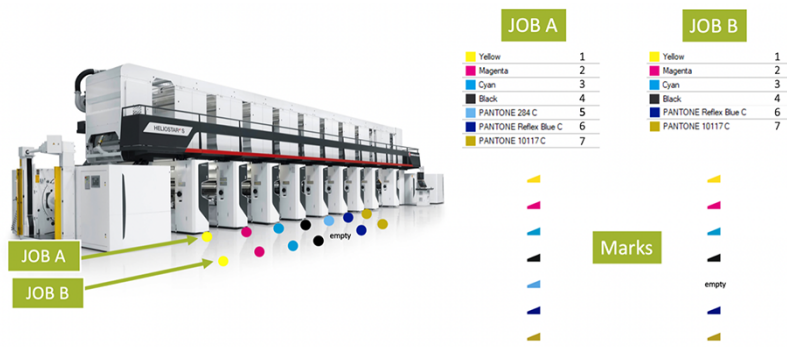 JOB A
JOB B
Yellow 1
Magenta 2
Cyan 3
Black 4
PANTONE 284 C 5
PANTONE Reflex Blue C 6
PANTONE 10117 C 7
Yellow 1
Magenta 2
Cyan 3
Black 4
PANTONE Reflex Blue C 6
PANTONE 10117 C 7
HELIOSTAR S
empty
JOB A
JOB B
Marks
empty